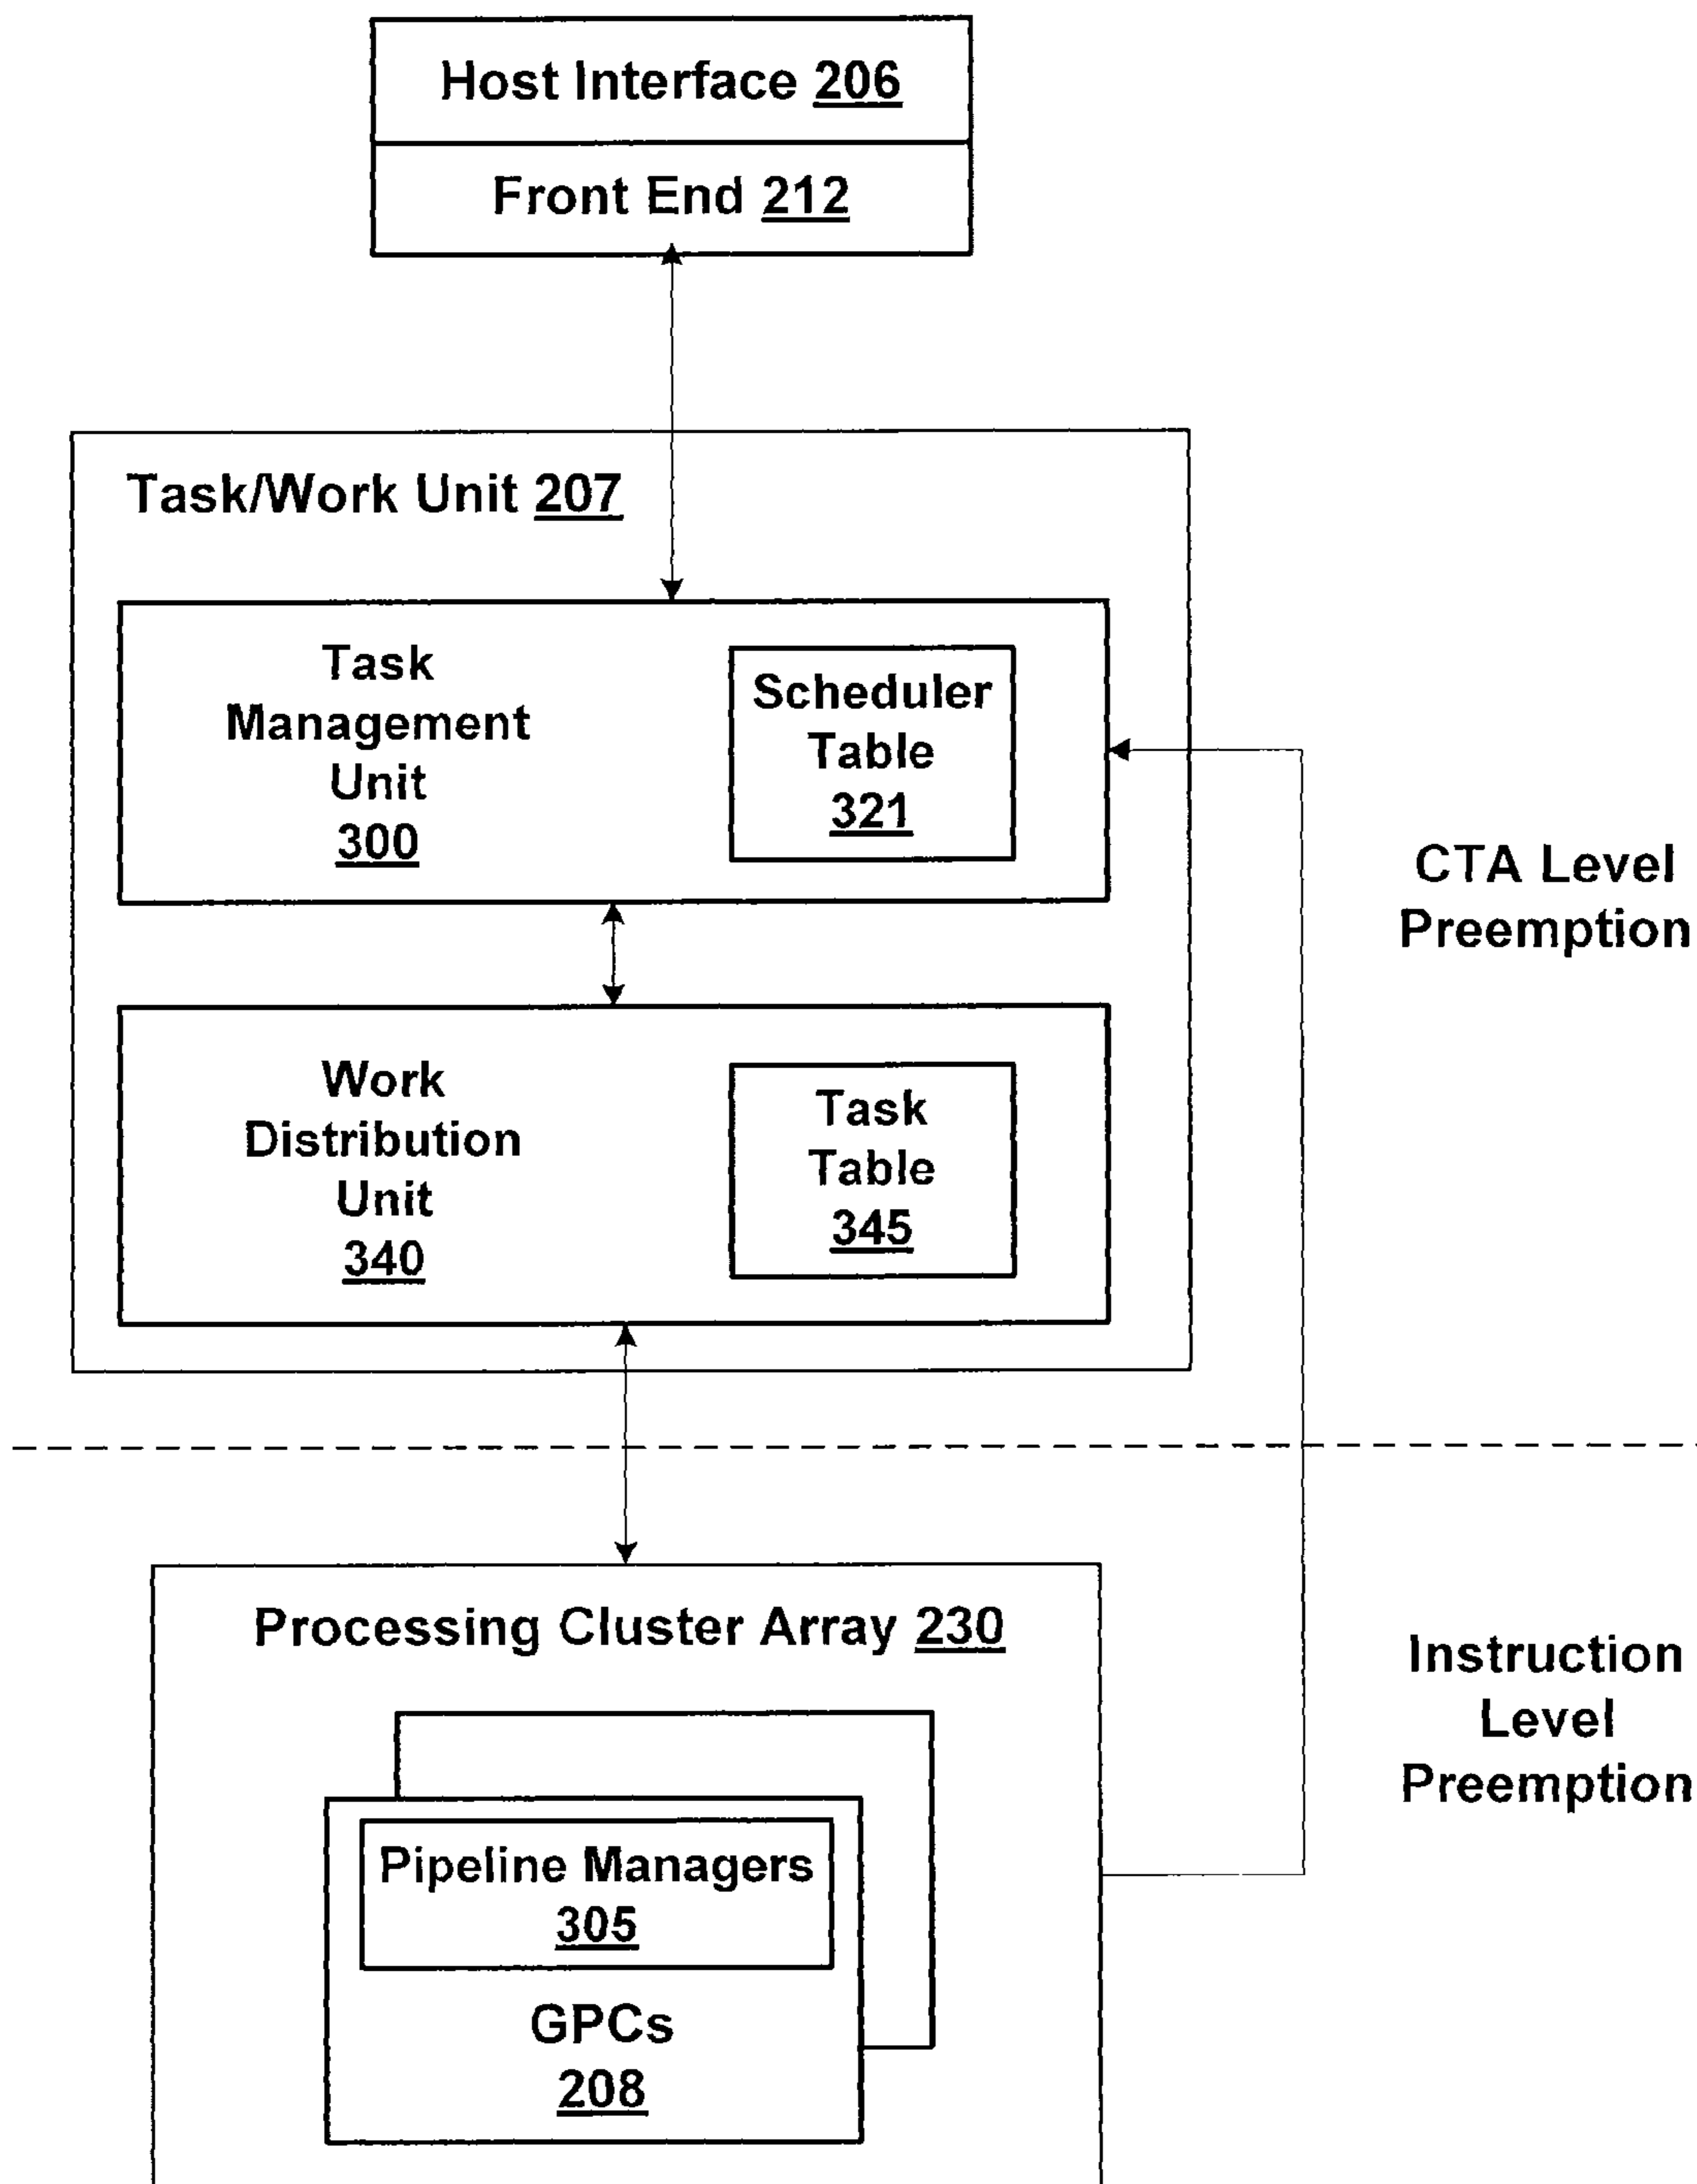 Host Interface 206
Front End 212
Task/Work Unit 207
Task
Management
Unit
300
Scheduler
Table
321
CTA Level
Preemption
Work
Distribution
Unit
340
Task
Table
345
Processing Cluster Array 230
Instruction
Level
Preemption
Pipeline Managers
305
GPCs
208